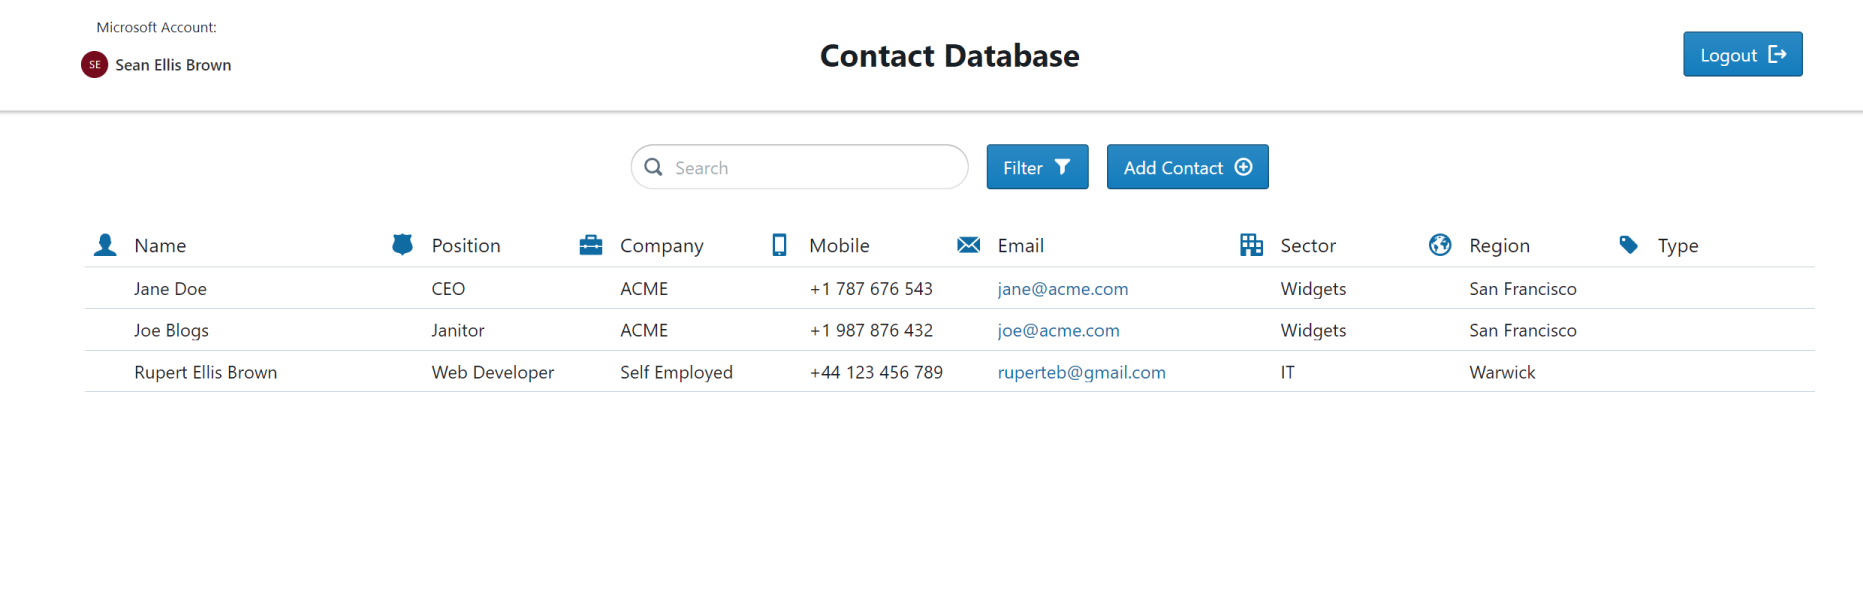 Microsoft Account:
SE Sean Ellis Brown
Contact Database
Logout
Search
Filter
Add Contact
Name Position Company Mobile Email Sector Region Type
Jane Doe CEO ACME +1 787 676 543 jane@acme.com Widgets San Francisco
Joe Blogs Janitor ACME +1 987 876 432 joe@acme.com Widgets San Francisco
Rupert Ellis Brown Web Developer Self Employed +44 123 456 789 ruperteb@gmail.com IT Warwick